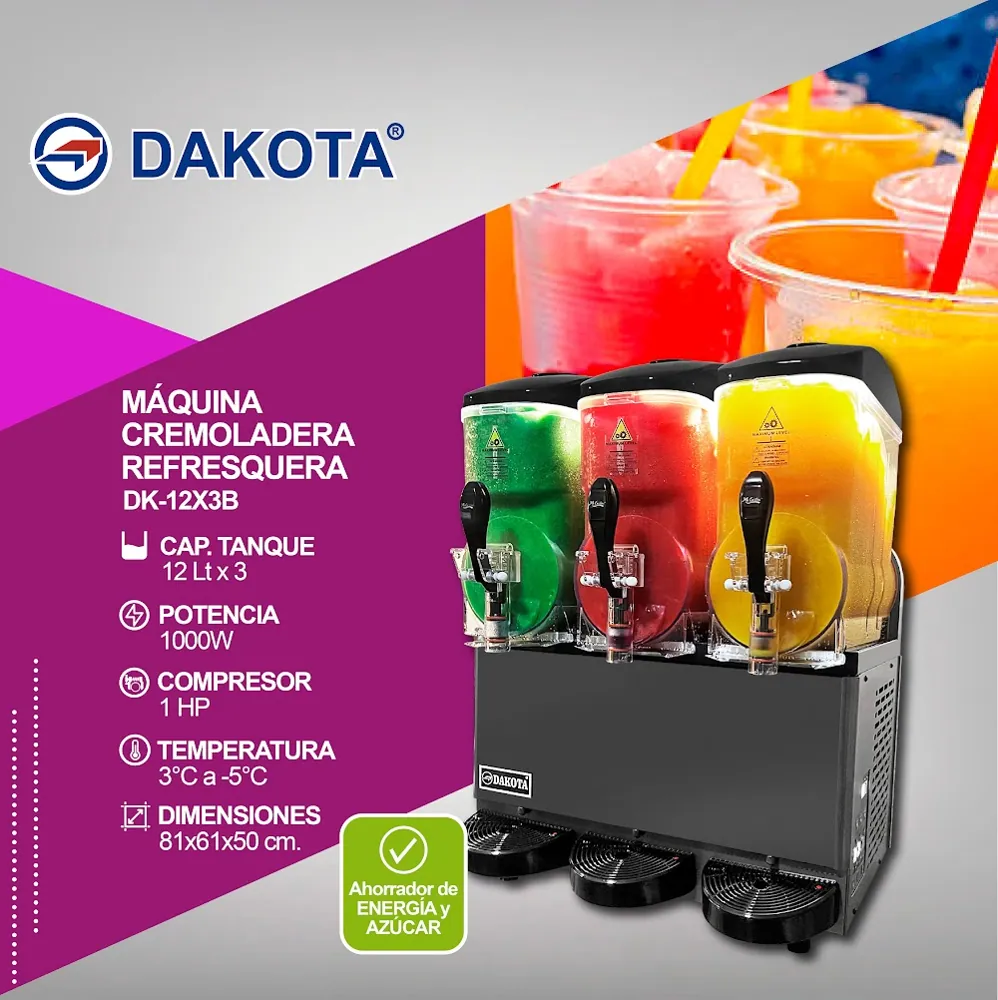 DAKOTA®
MÁQUINA
CREMOLADERA
REFRESQUERA
DK-12X3B
CAP. TANQUE
12 Lt x 3
POTENCIA
1000W
COMPRESOR
1 HP
TEMPERATURA
3°C a -5°C
DIMENSIONES
81x61x50 cm.
Ahorrador de
ENERGÍA y
AZÚCAR
DAKOTA